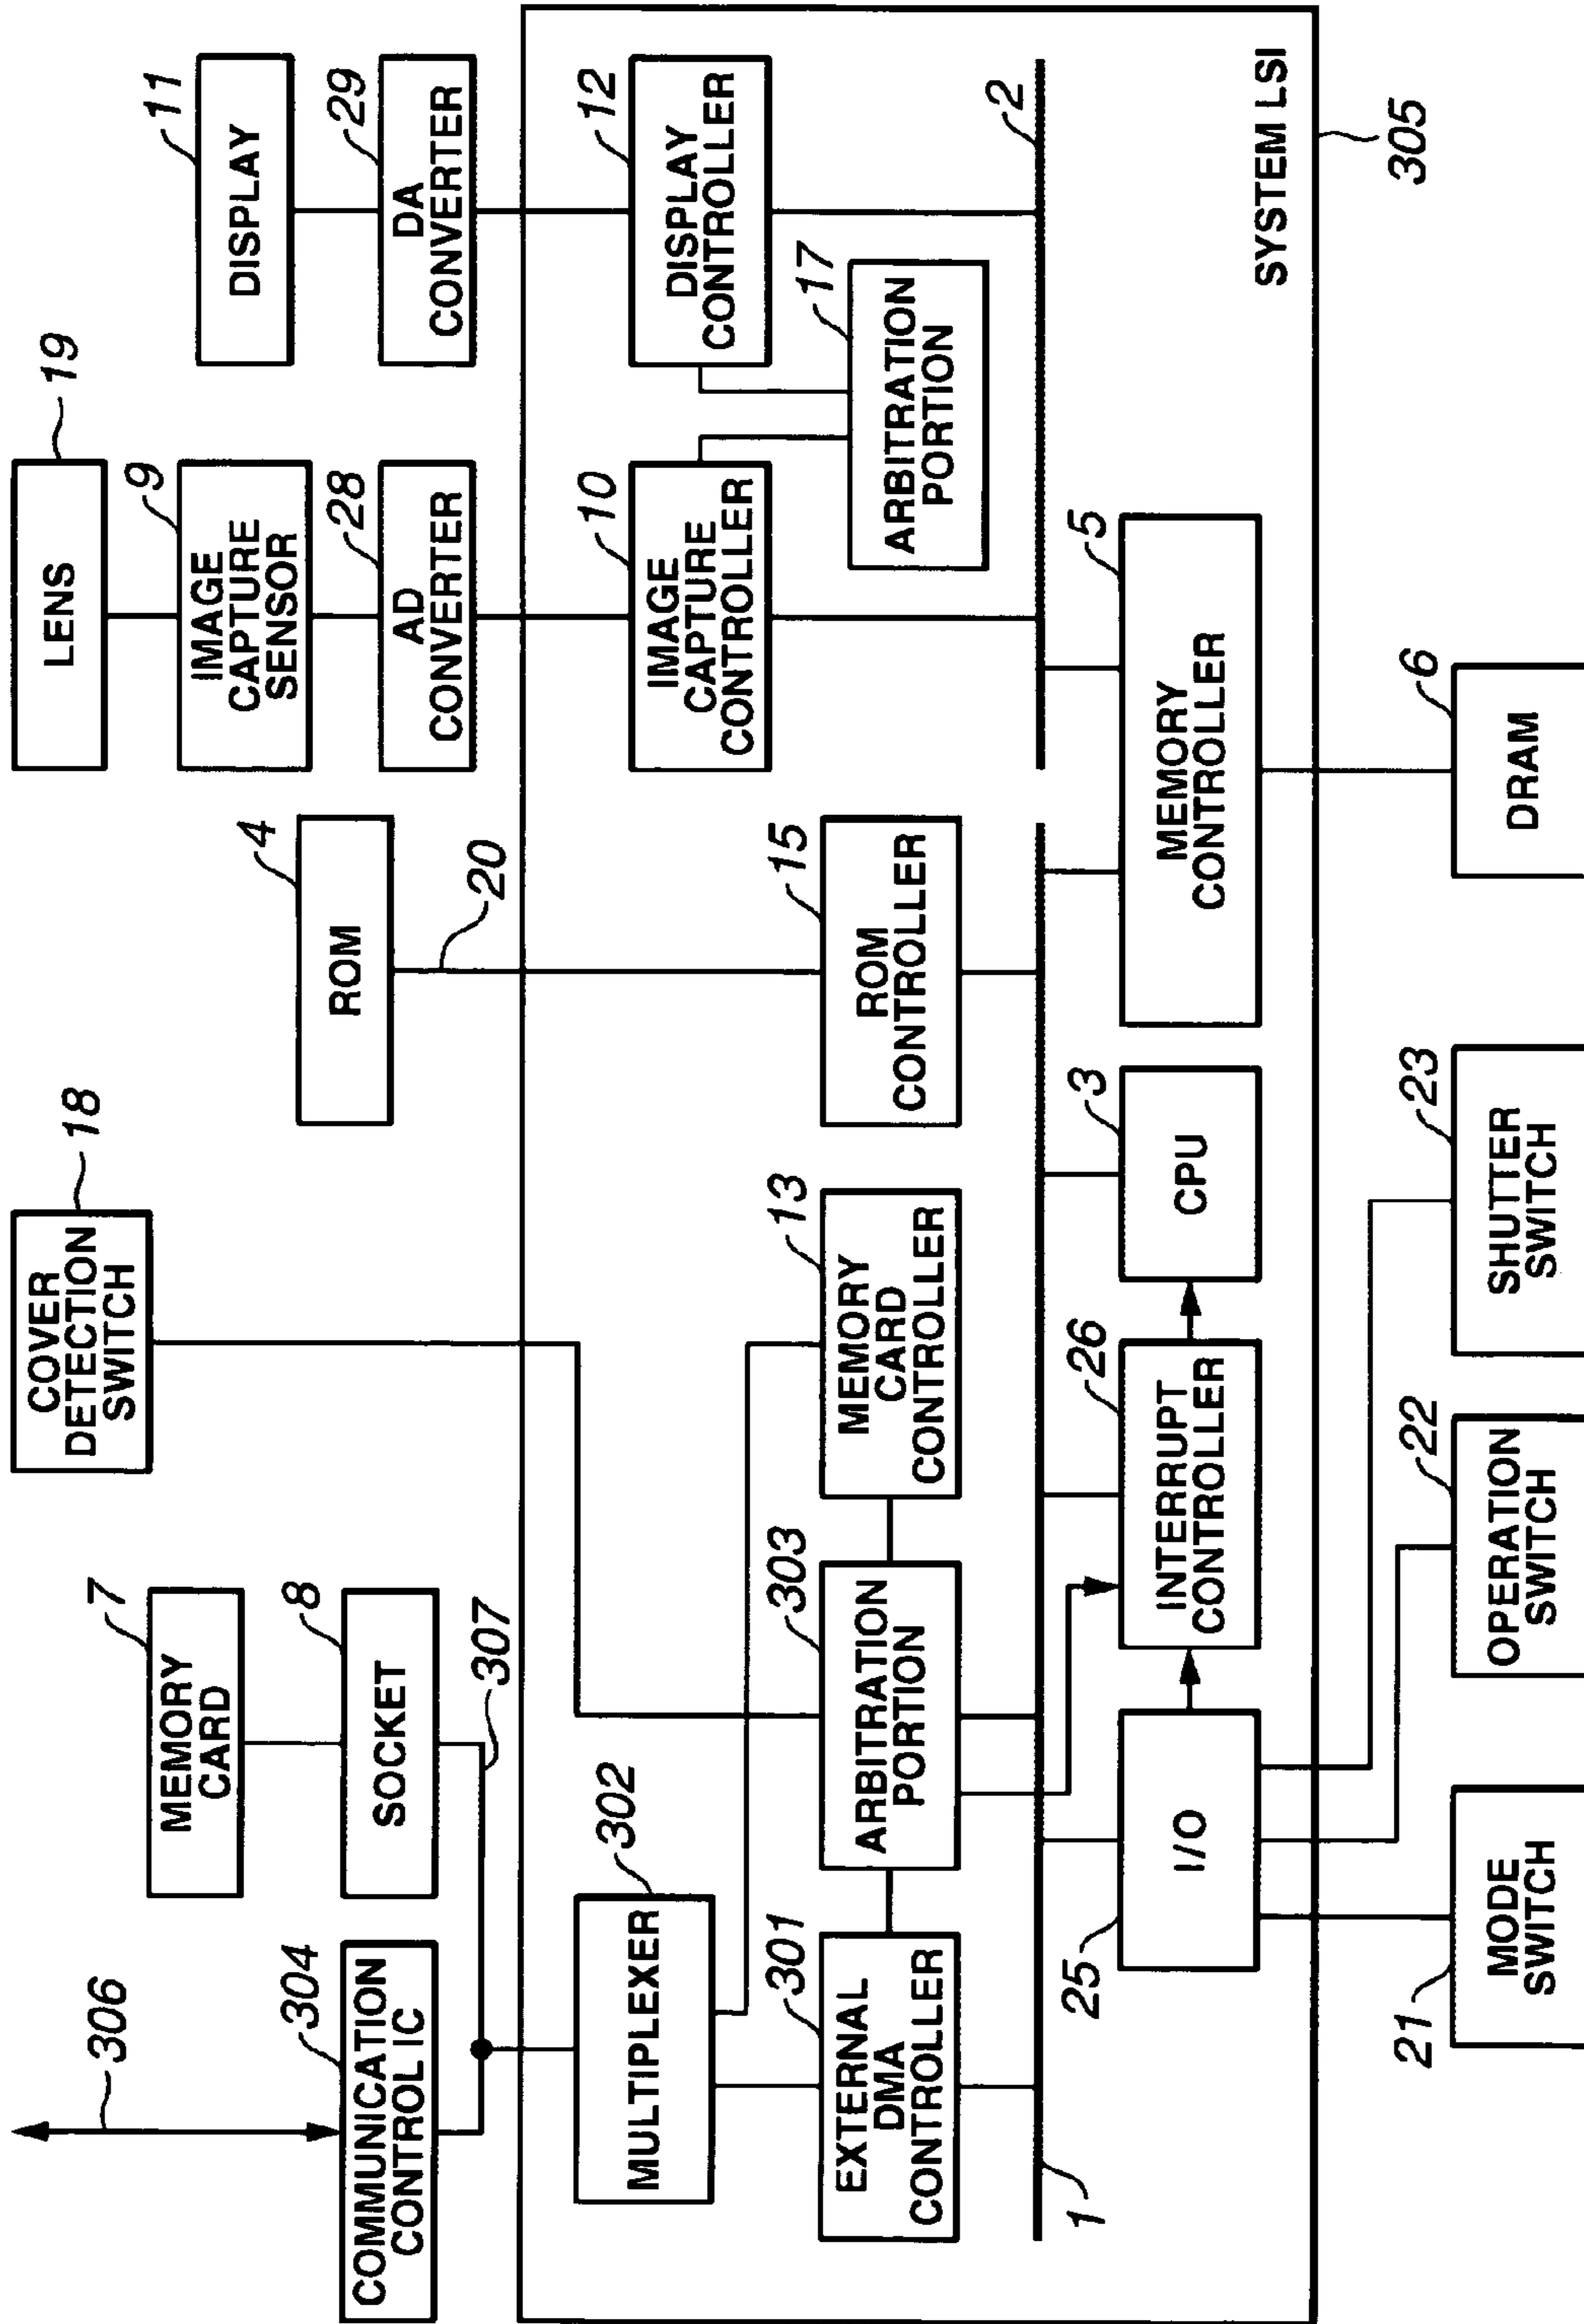 306
304
COMMUNICATION
CONTROL IC
7
MEMORY
CARD
8
SOCKET
307
18
COVER
DETECTION
SWITCH
4
ROM
20
19
LENS
9
IMAGE
CAPTURE
SENSOR
28
AD
CONVERTER
11
DISPLAY
29
DA
CONVERTER
302
MULTIPLEXER
301
EXTERNAL
DMA
CONTROLLER
303
ARBITRATION
PORTION
13
MEMORY
CARD
CONTROLLER
15
ROM
CONTROLLER
10
IMAGE
CAPTURE
CONTROLLER
12
DISPLAY
CONTROLLER
17
ARBITRATION
PORTION
1
2
25
I/O
26
INTERRUPT
CONTROLLER
3
CPU
5
MEMORY
CONTROLLER
SYSTEM LSI
305
21
MODE
SWITCH
22
OPERATION
SWITCH
23
SHUTTER
SWITCH
6
DRAM